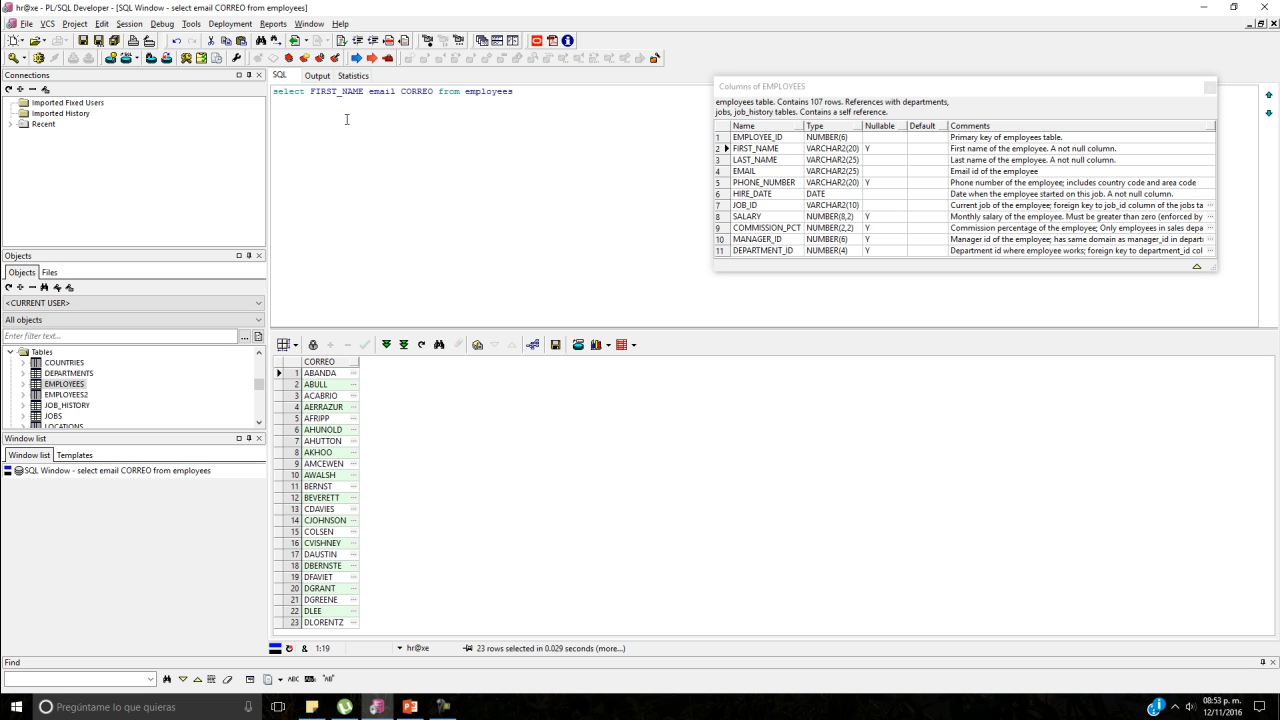 hr@xe - PL/SQL Developer - [SQL Window - select email CORREO from employees]
File VCS Project Edit Session Debug Tools Deployment Reports Window Help
Connections
Imported Fixed Users
Imported History
Recent
Objects
Objects Files
<CURRENT USER>
All objects
Enter filter text...
Tables
COUNTRIES
DEPARTMENTS
EMPLOYEES
EMPLOYEES2
JOB_HISTORY
JOBS
LOCATIONS
Window list
Window list Templates
SQL Window - select email CORREO from employees
SQL Output Statistics
select FIRST_NAME email CORREO from employees
Columns of EMPLOYEES
employees table. Contains 107 rows. References with departments,
jobs, job_history tables. Contains a self reference.
Name Type Nullable Default Comments
1 EMPLOYEE_ID NUMBER(6) Primary key of employees table.
2 FIRST_NAME VARCHAR2(20) Y First name of the employee. A not null column.
3 LAST_NAME VARCHAR2(25) Last name of the employee. A not null column.
4 EMAIL VARCHAR2(25) Email id of the employee
5 PHONE_NUMBER VARCHAR2(20) Y Phone number of the employee; includes country code and area code
6 HIRE_DATE DATE Date when the employee started on this job. A not null column.
7 JOB_ID VARCHAR2(10) Current job of the employee; foreign key to job_id column of the jobs ta ...
8 SALARY NUMBER(8,2) Y Monthly salary of the employee. Must be greater than zero (enforced by ...
9 COMMISSION_PCT NUMBER(2,2) Y Commission percentage of the employee; Only employees in sales depa ...
10 MANAGER_ID NUMBER(6) Y Manager id of the employee; has same domain as manager_id in departi ...
11 DEPARTMENT_ID NUMBER(4) Y Department id where employee works; foreign key to department_id col ...
CORREO
1 ABANDA ...
2 ABULL ...
3 ACABRIO ...
4 AERRAZUR ...
5 AFRIPP ...
6 AHUNOLD ...
7 AHUTTON ...
8 AKHOO ...
9 AMCEWEN ...
10 AWALSH ...
11 BERNST ...
12 BEVERETT ...
13 CDAVIES ...
14 CJOHNSON ...
15 COLSEN ...
16 CVISHNEY ...
17 DAUSTIN ...
18 DBERNSTE ...
19 DFAVIET ...
20 DGRANT ...
21 DGREENE ...
22 DLEE ...
23 DLORENTZ ...
& 1:19 hr@xe 23 rows selected in 0.029 seconds (more...)
Find
ABC "AB"
Pregúntame lo que quieras
08:53 p. m.
12/11/2016